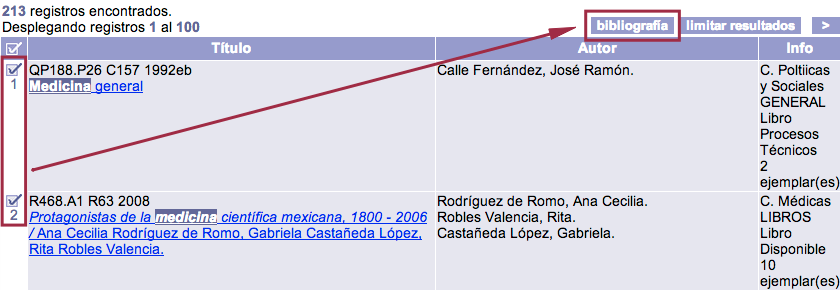 213 registros encontrados.
Desplegando registros 1 al 100
bibliografía limitar resultados >
Título Autor Info
1 QP188.P26 C157 1992eb
Medicina general
Calle Fernández, José Ramón.
C. Poltiicas
y Sociales
GENERAL
Libro
Procesos
Técnicos
2
ejemplar(es)
2 R468.A1 R63 2008
Protagonistas de la medicina científica mexicana, 1800 - 2006
/ Ana Cecilia Rodríguez de Romo, Gabriela Castañeda López,
Rita Robles Valencia.
Rodríguez de Romo, Ana Cecilia.
Robles Valencia, Rita.
Castañeda López, Gabriela.
C. Médicas
LIBROS
Libro
Disponible
10
ejemplar(es)